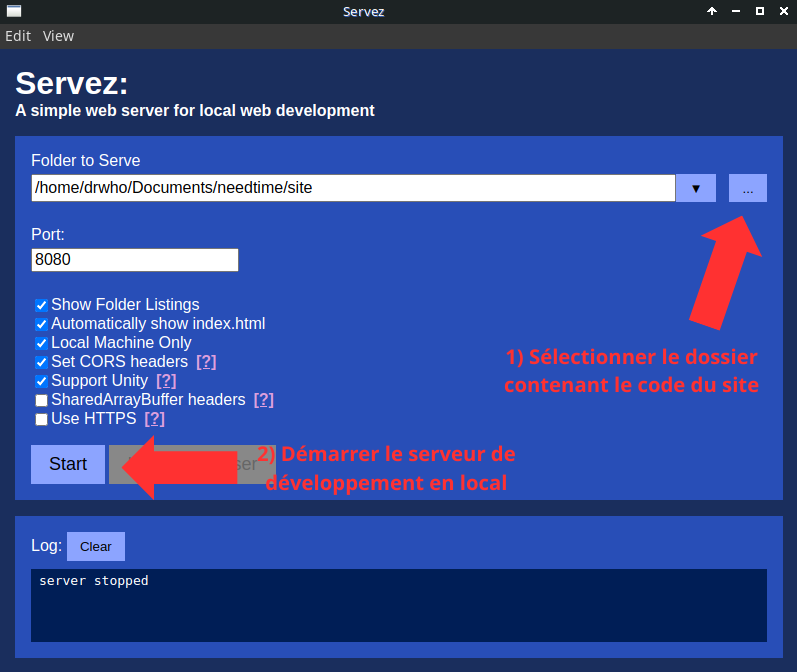 Servez
Edit View
Servez:
A simple web server for local web development
Folder to Serve
/home/drwho/Documents/needtime/site
▼
...
Port:
8080
Show Folder Listings
Automatically show index.html
Local Machine Only
Set CORS headers [?]
Support Unity [?]
SharedArrayBuffer headers [?]
Use HTTPS [?]
1) Sélectionner le dossier
contenant le code du site
Start
2) Démarrer le serveur de
développement en local
Log: Clear
server stopped